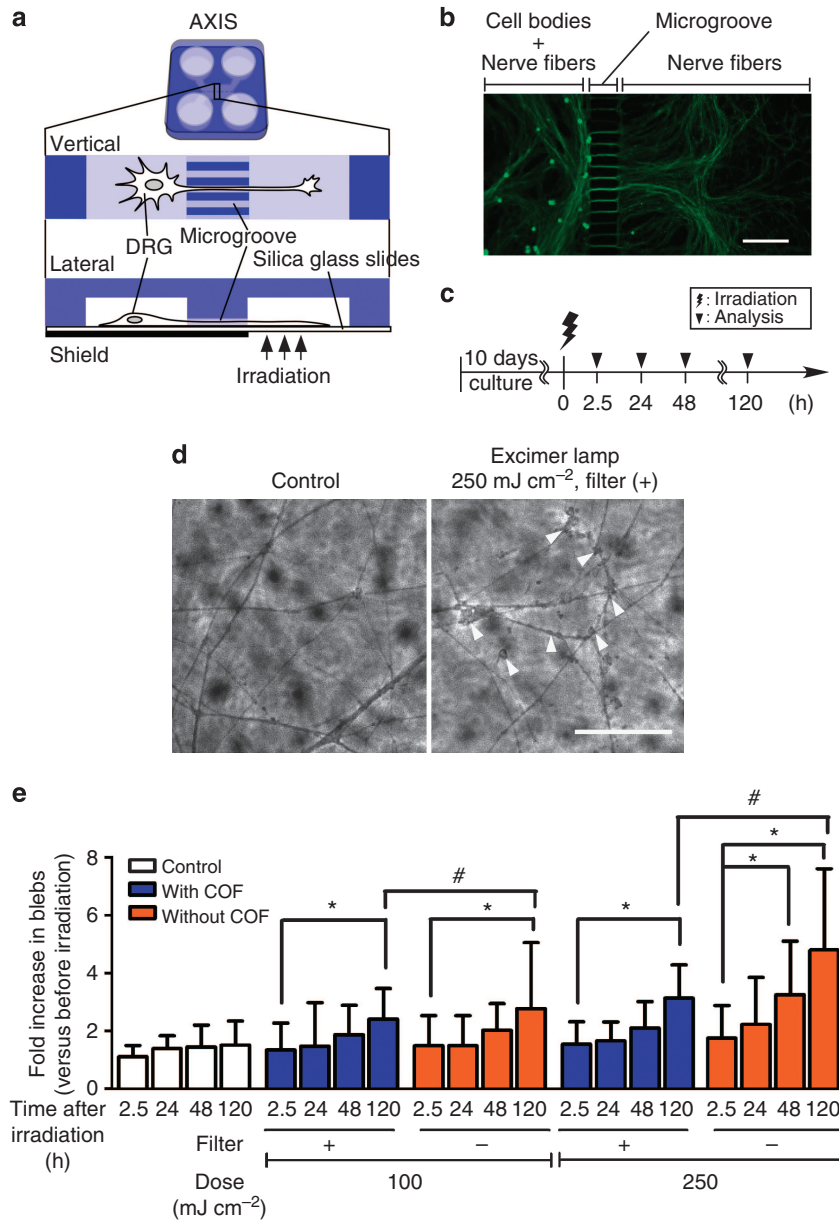 a
AXIS
Vertical
DRG
Microgroove
Lateral
Silica glass slides
Shield
Irradiation
b
Cell bodies
+
Nerve fibers
Microgroove
Nerve fibers
c
: Irradiation
: Analysis
10 days
culture
0 2.5 24 48 120 (h)
d
Control
Excimer lamp
250 mJ cm−2, filter (+)
e
Fold increase in blebs
(versus before irradiation)
8
6
4
2
0
Control
With COF
Without COF
* # * * # * *
Time after
irradiation
(h)
2.5 24 48 120 2.5 24 48 120 2.5 24 48 120 2.5 24 48 120 2.5 24 48 120
Filter + − + −
Dose
(mJ cm−2)
100 250